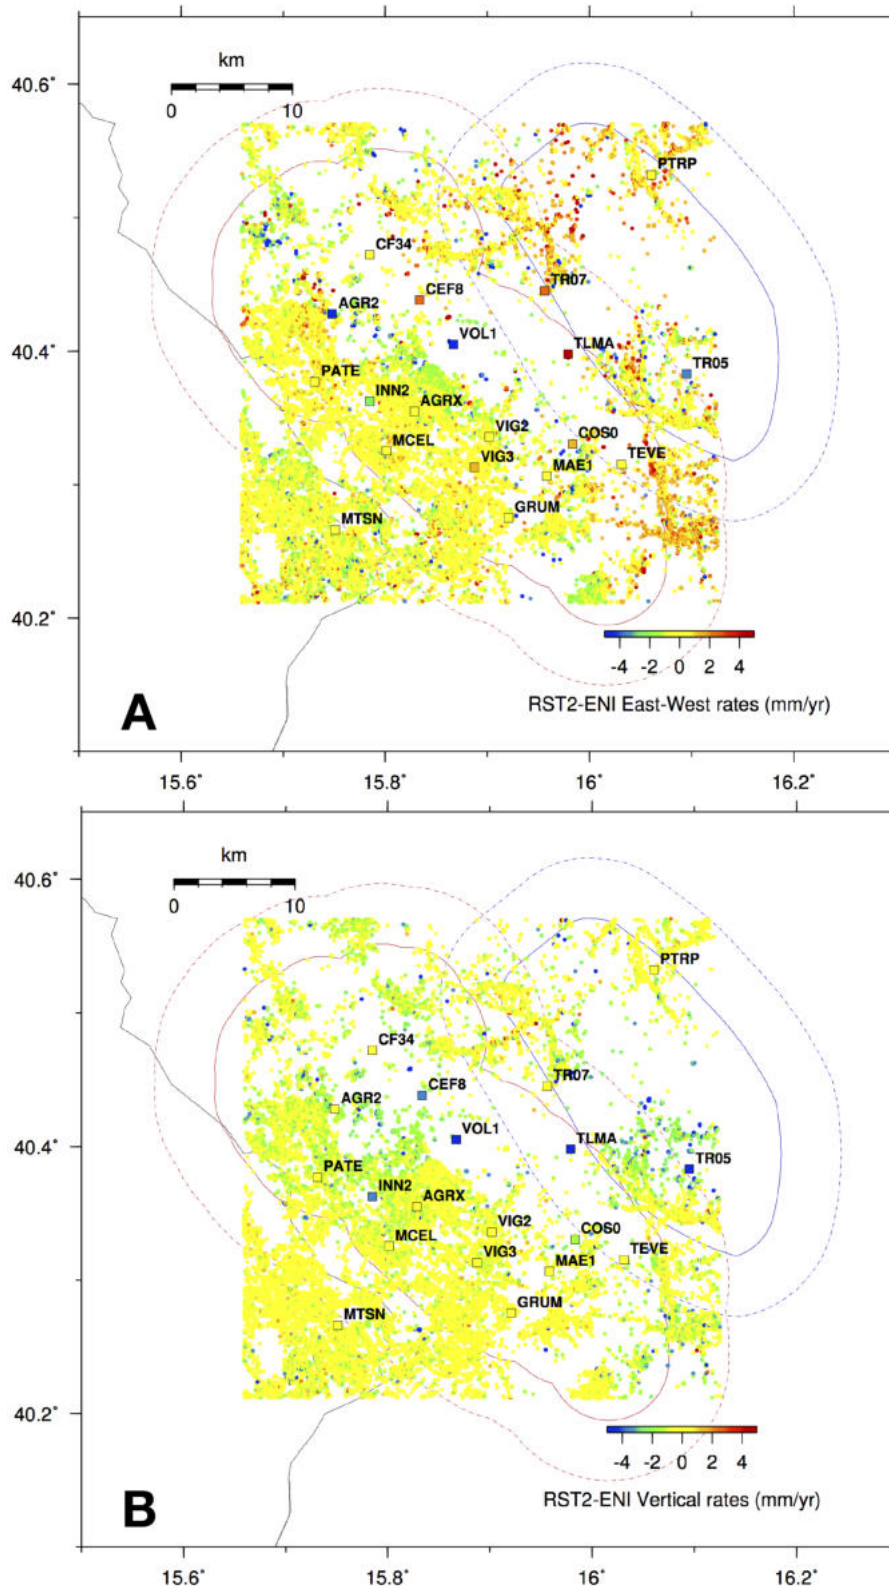 km
0 10
40.6°
PTRP
CF34
CEF8
TR07
AGR2
VOL1
TLMA
40.4°
TR05
PATE
INN2
AGRX
VIG2
COS0
MCEL
VIG3
MAE1
TEVE
GRUM
MTSN
40.2°
-4 -2 0 2 4
RST2-ENI East-West rates (mm/yr)
A
15.6° 15.8° 16° 16.2°
km
0 10
40.6°
PTRP
CF34
CEF8
TR07
AGR2
VOL1
TLMA
40.4°
TR05
PATE
INN2
AGRX
VIG2
COS0
MCEL
VIG3
MAE1
TEVE
GRUM
MTSN
40.2°
-4 -2 0 2 4
RST2-ENI Vertical rates (mm/yr)
B
15.6° 15.8° 16° 16.2°